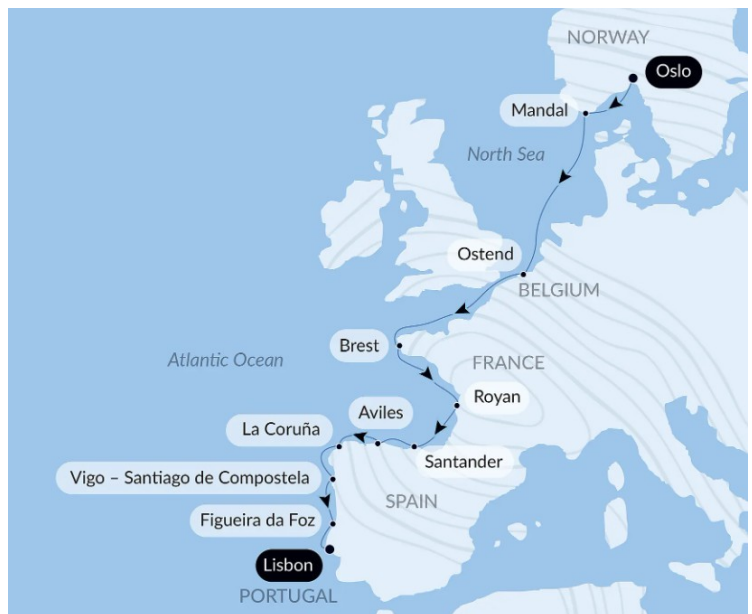 NORWAY
Oslo
Mandal
North Sea
Ostend
BELGIUM
Brest
Atlantic Ocean
FRANCE
Royan
Aviles
La Coruña
Santander
Vigo – Santiago de Compostela
SPAIN
Figueira da Foz
Lisbon
PORTUGAL